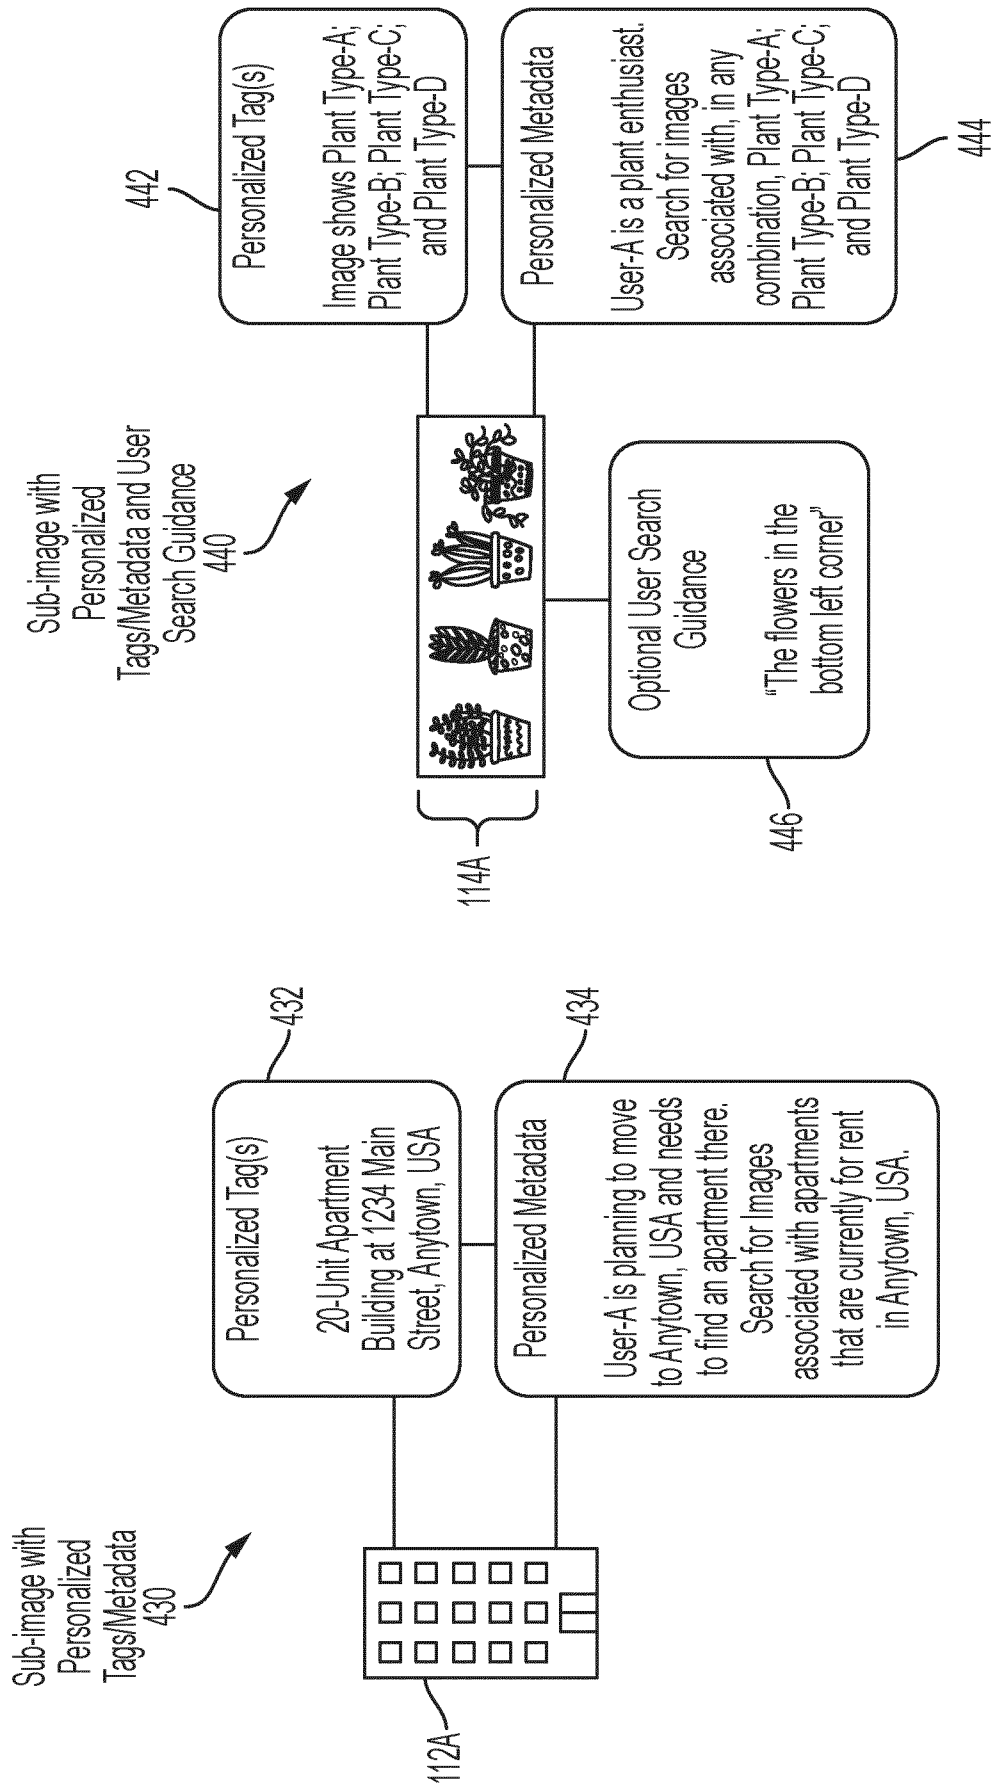 Sub-image with
Personalized
Tags/Metadata
430
112A
Personalized Tag(s)
20-Unit Apartment
Building at 1234 Main
Street, Anytown, USA
432
Personalized Metadata
User-A is planning to move
to Anytown, USA and needs
to find an apartment there.
Search for Images
associated with apartments
that are currently for rent
in Anytown, USA.
434
Sub-image with
Personalized
Tags/Metadata and User
Search Guidance
440
114A
Personalized Tag(s)
Image shows Plant Type-A;
Plant Type-B; Plant Type-C;
and Plant Type-D
442
Personalized Metadata
User-A is a plant enthusiast.
Search for images
associated with, in any
combination, Plant Type-A;
Plant Type-B; Plant Type-C;
and Plant Type-D
444
Optional User Search
Guidance
“The flowers in the
bottom left corner”
446